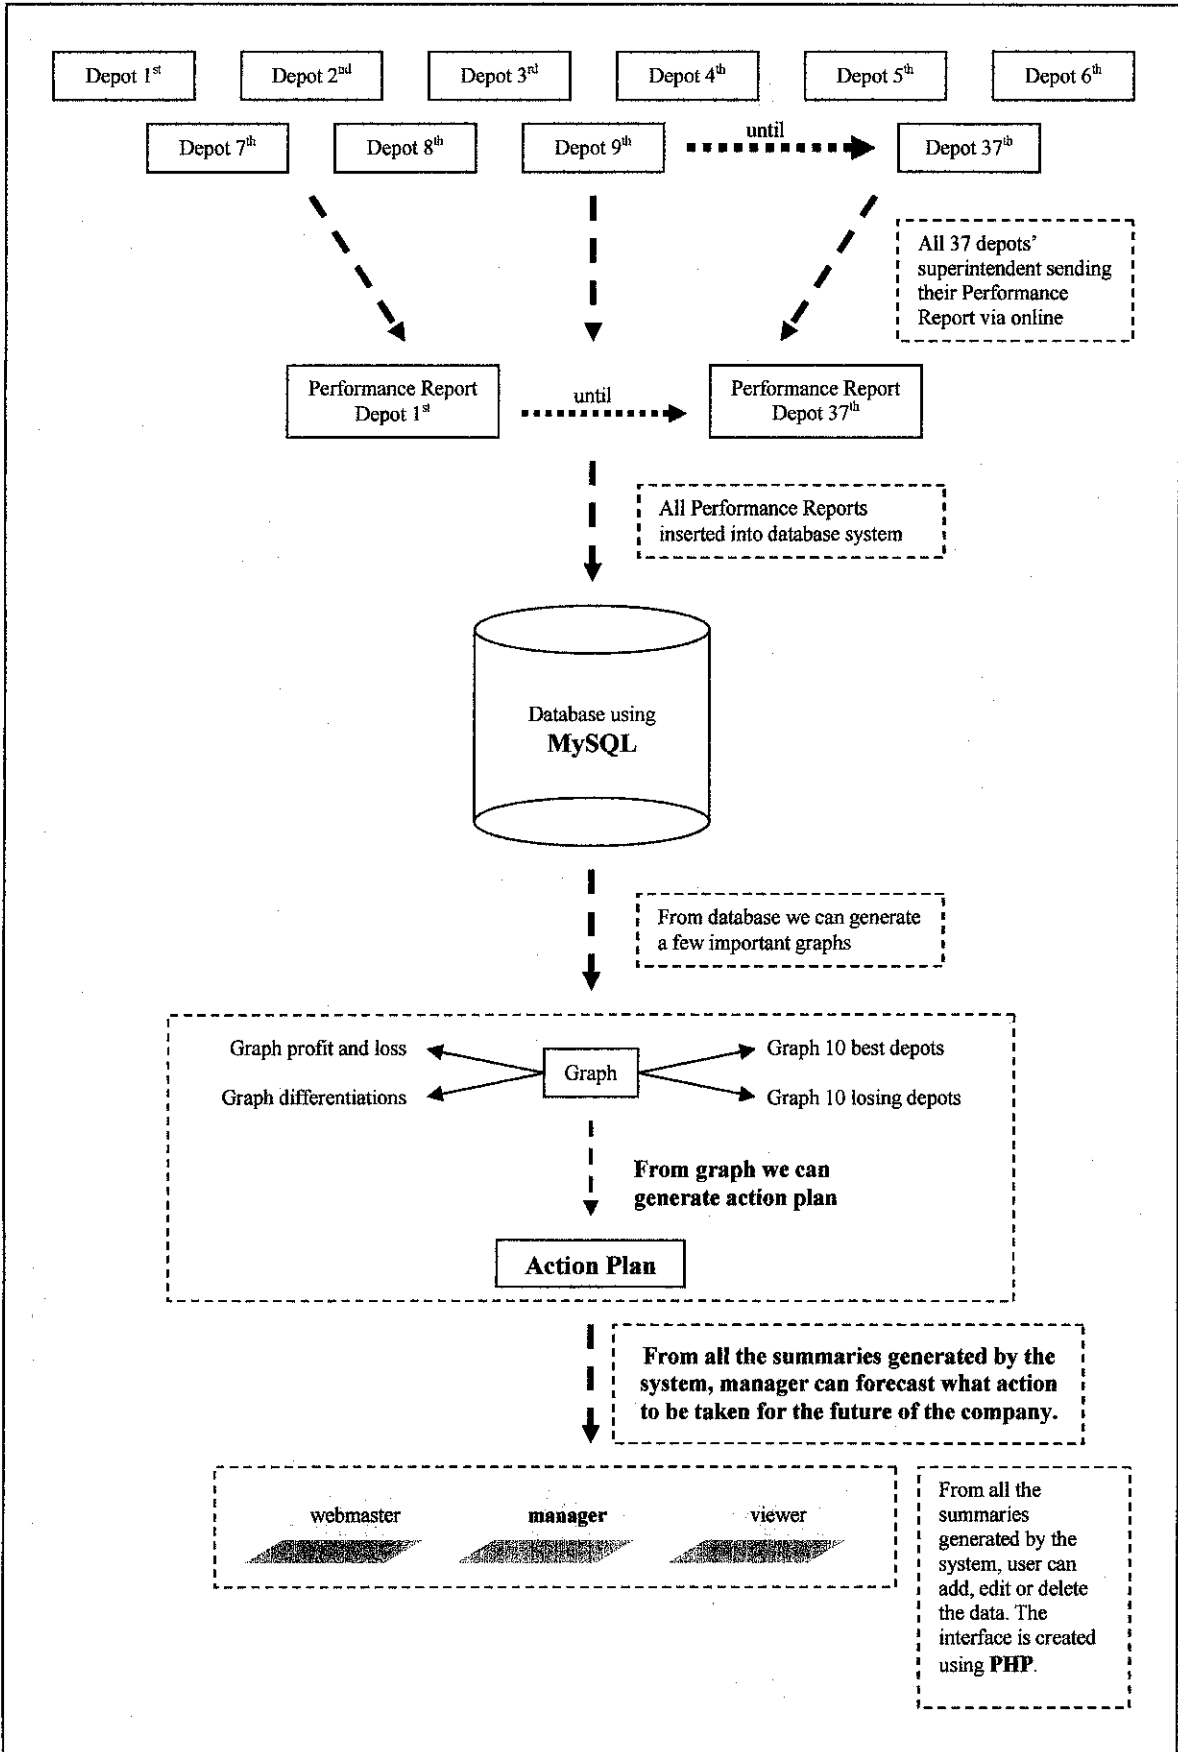 Depot 1st
Depot 2nd
Depot 3rd
Depot 4th
Depot 5th
Depot 6th
Depot 7th
Depot 8th
Depot 9th
until
Depot 37th
All 37 depots’
superintendent sending
their Performance
Report via online
Performance Report
Depot 1st
until
Performance Report
Depot 37th
All Performance Reports
inserted into database system
Database using
MySQL
From database we can generate
a few important graphs
Graph profit and loss
Graph differentiations
Graph
Graph 10 best depots
Graph 10 losing depots
From graph we can
generate action plan
Action Plan
From all the summaries generated by the
system, manager can forecast what action
to be taken for the future of the company.
webmaster
manager
viewer
From all the
summaries
generated by the
system, user can
add, edit or delete
the data. The
interface is created
using PHP.